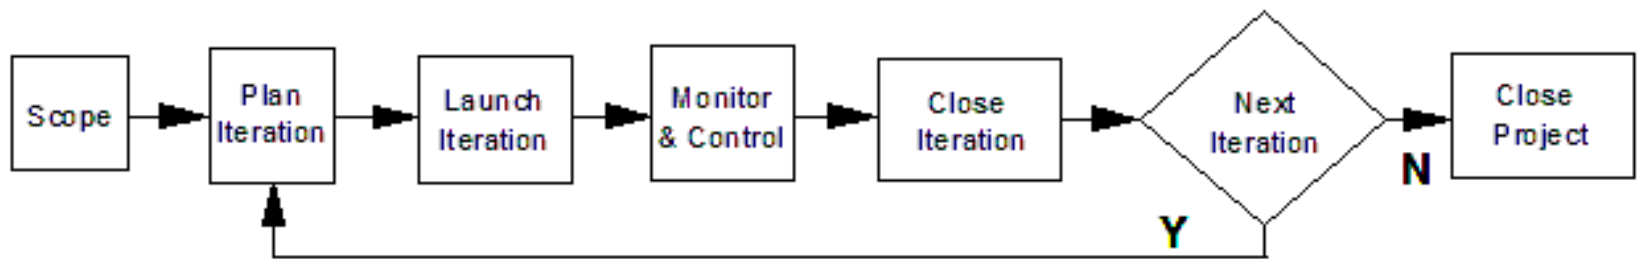 Scope
Plan
Iteration
Launch
Iteration
Monitor
& Control
Close
Iteration
Next
Iteration
Y
N
Close
Project